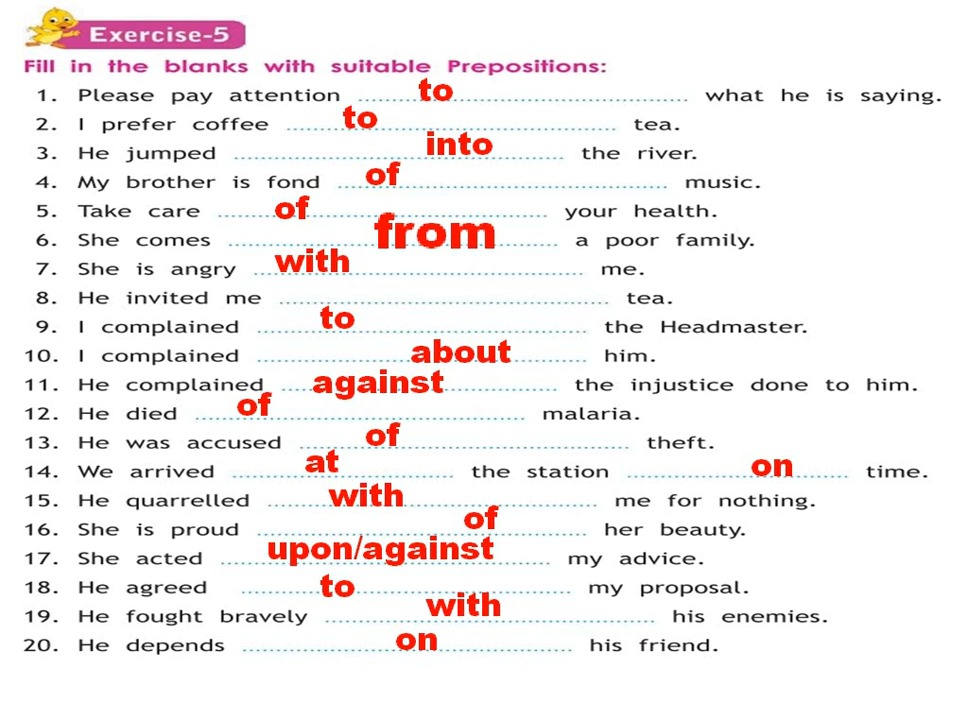 Exercise-5
Fill in the blanks with suitable Prepositions:
1. Please pay attention ....... to ....... what he is saying.
2. I prefer coffee ....... to ....... tea.
3. He jumped ....... into ....... the river.
4. My brother is fond ....... of ....... music.
5. Take care ....... of ....... your health.
6. She comes ....... from ....... a poor family.
7. She is angry ....... with ....... me.
8. He invited me .............. tea.
9. I complained ....... to ....... the Headmaster.
10. I complained ....... about ....... him.
11. He complained ....... against ....... the injustice done to him.
12. He died ....... of ....... malaria.
13. He was accused ....... of ....... theft.
14. We arrived ....... at ....... the station ....... on ....... time.
15. He quarrelled ....... with ....... me for nothing.
16. She is proud ....... of ....... her beauty.
17. She acted ....... upon/against ....... my advice.
18. He agreed ....... to ....... my proposal.
19. He fought bravely ....... with ....... his enemies.
20. He depends ....... on ....... his friend.